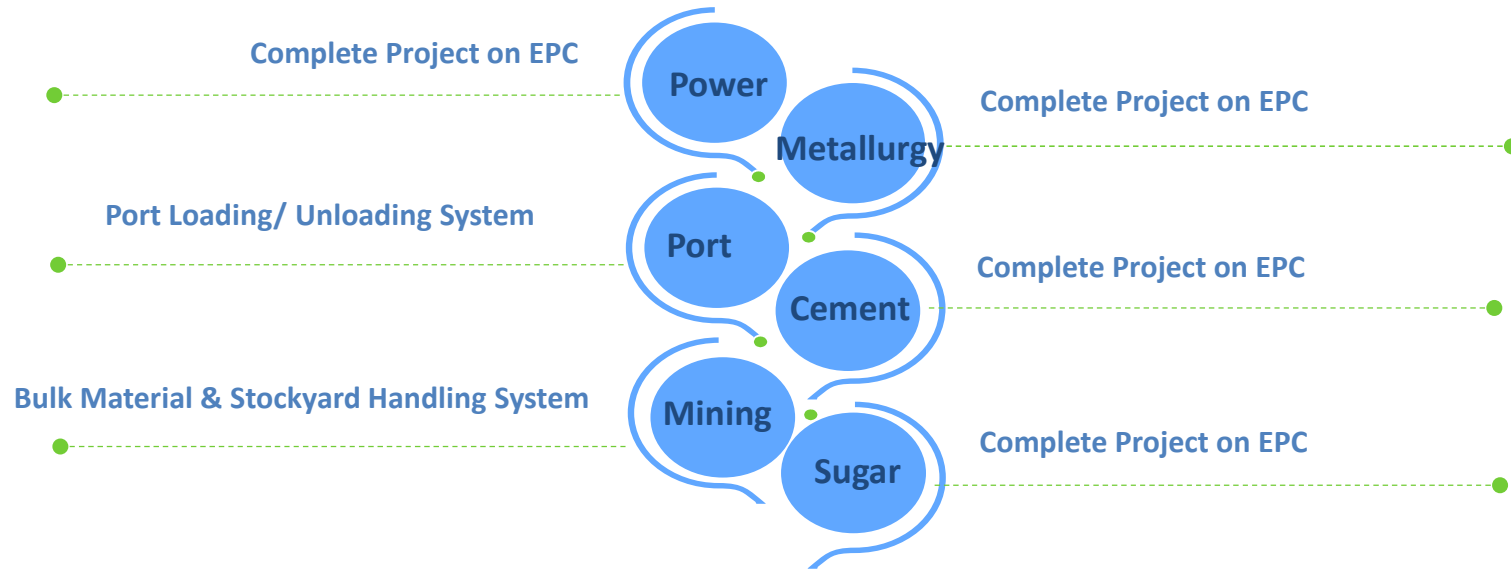 Complete Project on EPC
Power
Metallurgy
Complete Project on EPC
Port Loading/ Unloading System
Port
Cement
Complete Project on EPC
Bulk Material & Stockyard Handling System
Mining
Sugar
Complete Project on EPC